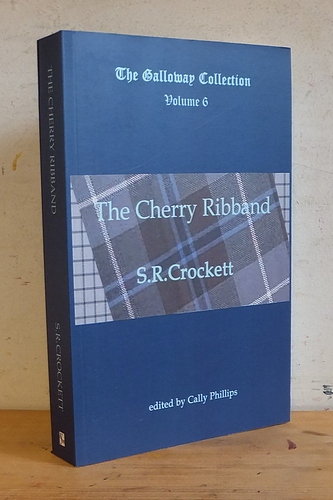 The Galloway Collection
Volume 6
The Cherry Ribband
S.R.Crockett
edited by Cally Phillips
THE CHERRY RIBBAND
S.R.CROCKETT